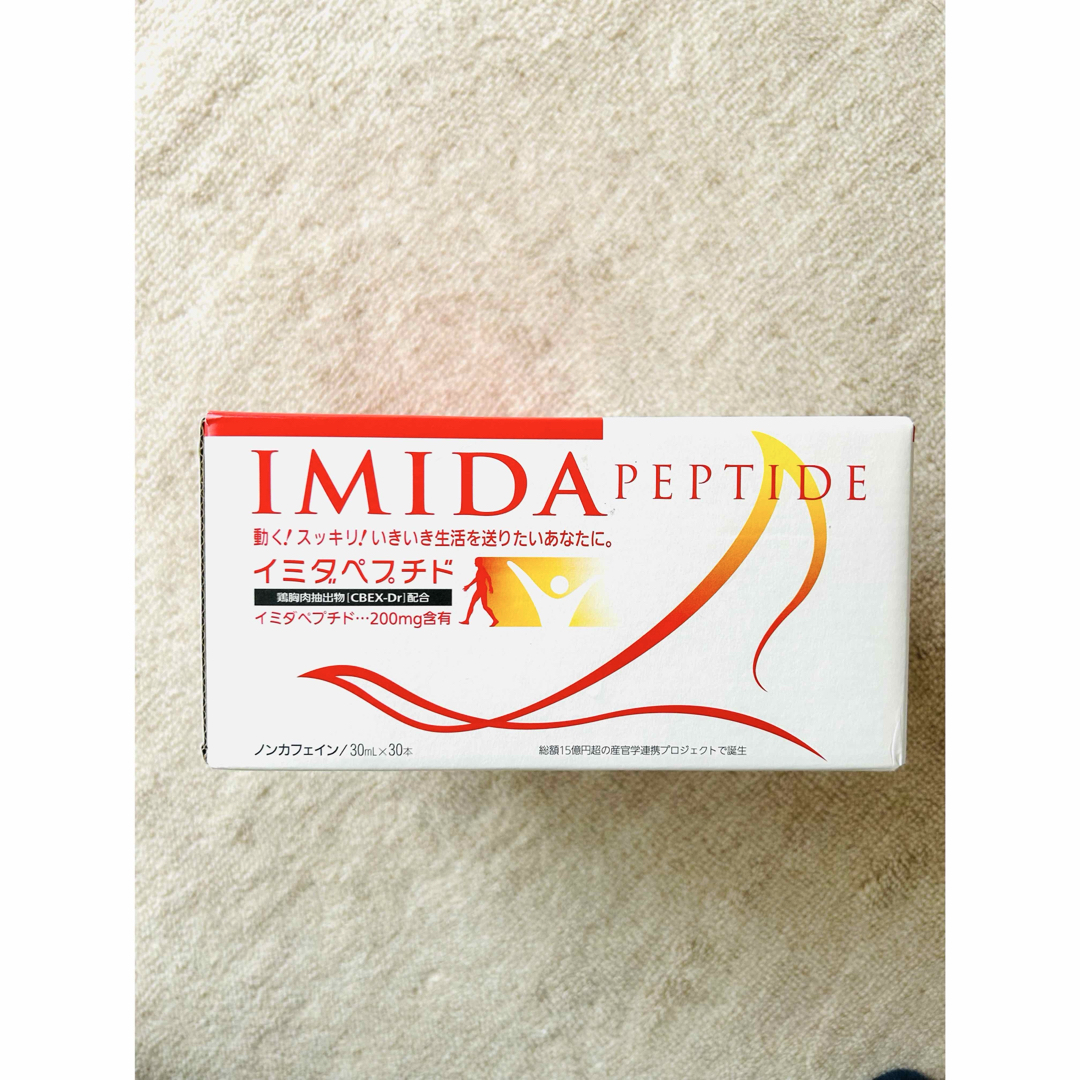 IMIDA PEPTIDE
動く!スッキリ!いきいき生活を送りたいあなたに。
イミダペプチド
鶏胸肉抽出物[CBEX-Dr]配合
イミダペプチド…200mg含有
ノンカフェイン/30mL×30本
総額15億円超の産官学連携プロジェクトで誕生